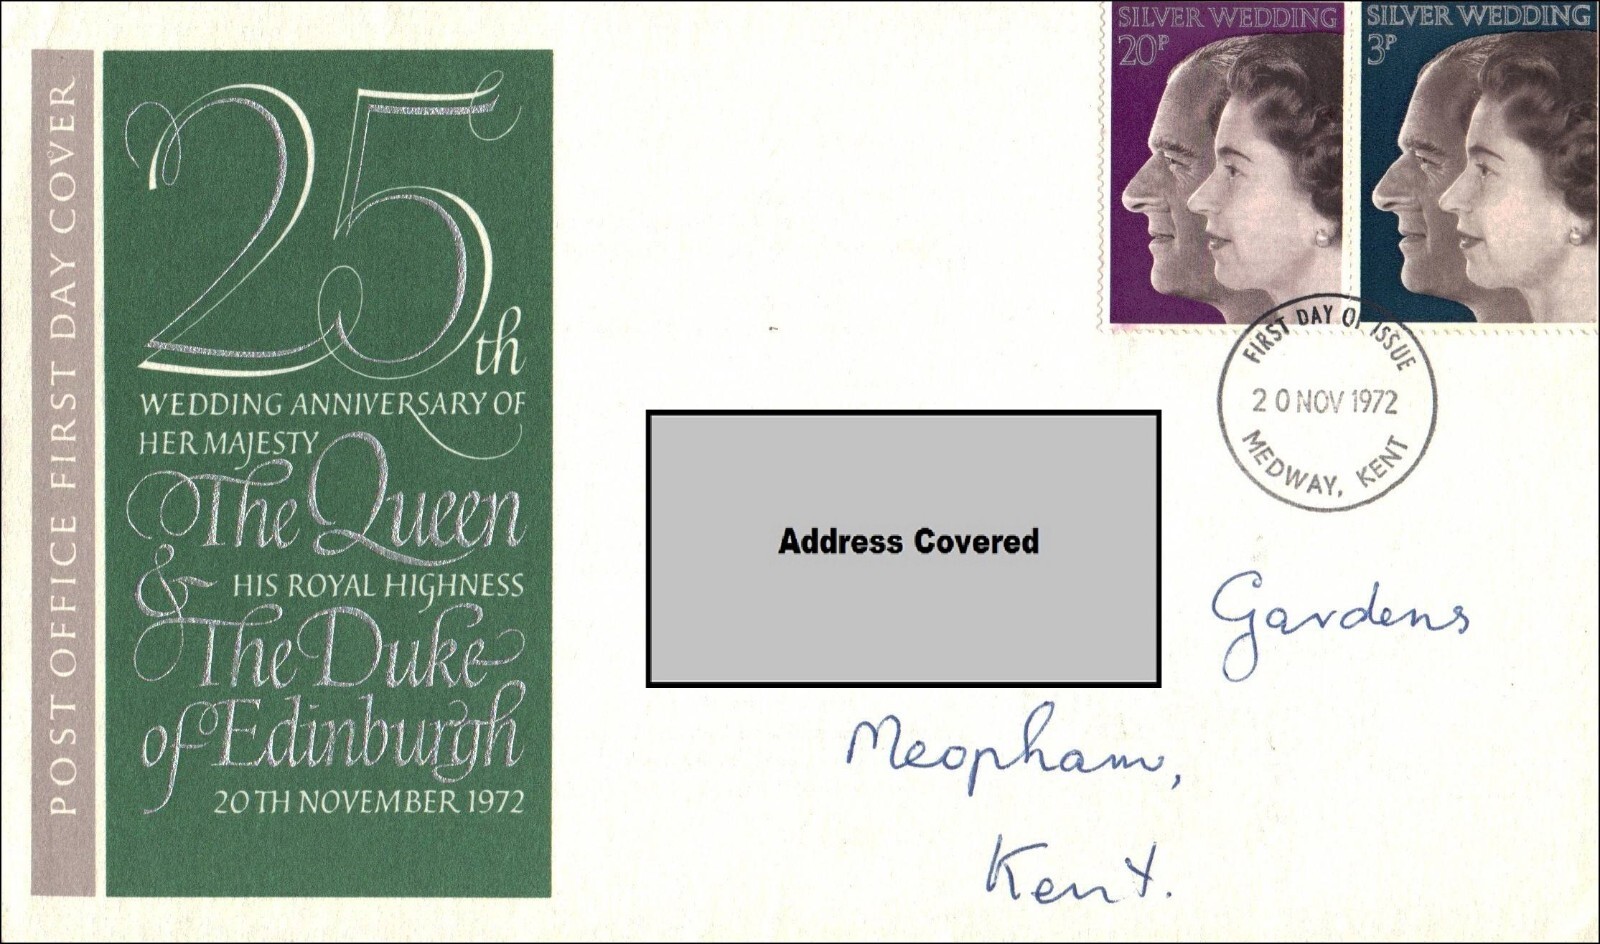 POST OFFICE FIRST DAY COVER
25th
WEDDING ANNIVERSARY OF
HER MAJESTY
The Queen
& HIS ROYAL HIGHNESS
The Duke
of Edinburgh
20TH NOVEMBER 1972
SILVER WEDDING
20P
SILVER WEDDING
3P
FIRST DAY OF ISSUE
20 NOV 1972
MEDWAY, KENT
Address Covered
Gardens
Meopham,
Kent.